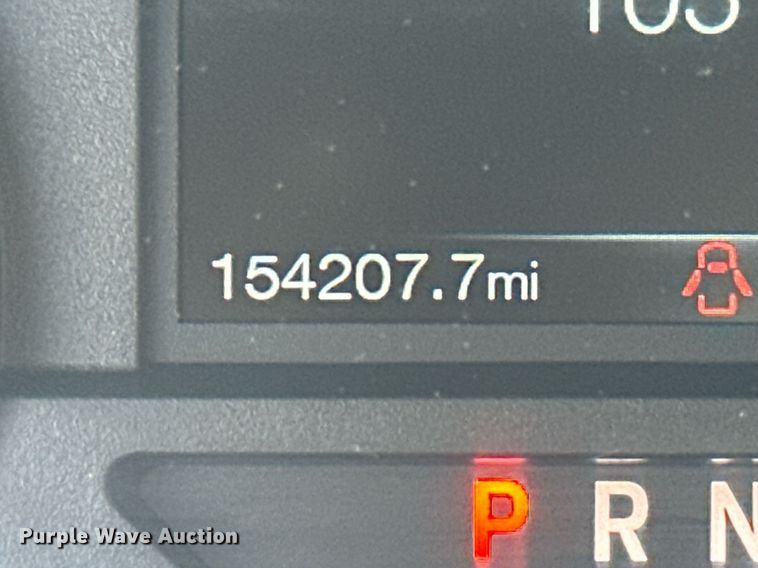 154207.7mi
P R N
Purple Wave Auction